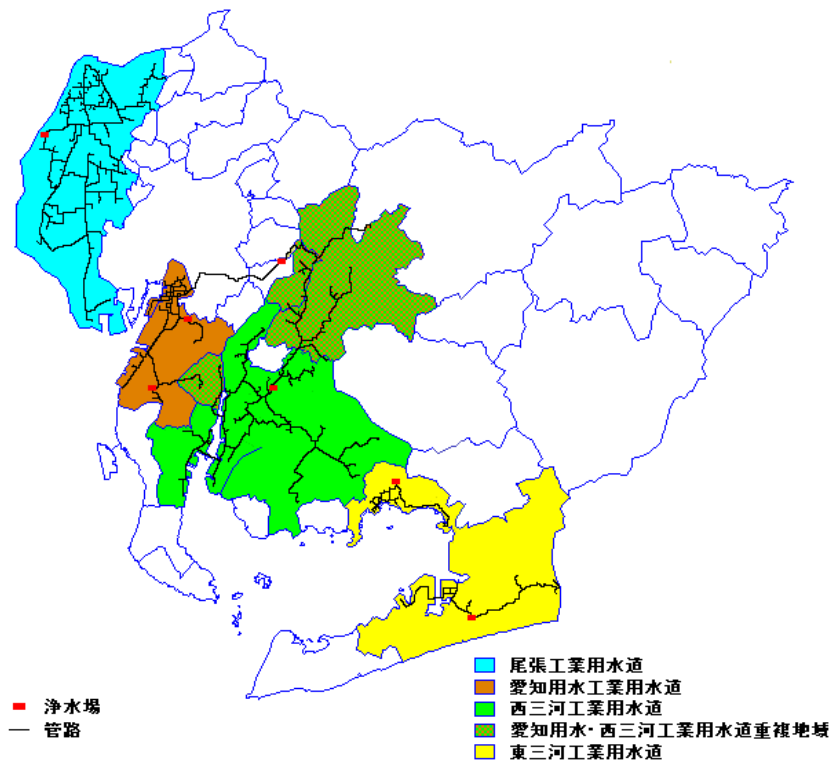 尾張工業用水道
愛知用水工業用水道
西三河工業用水道
愛知用水・西三河工業用水道重複地域
東三河工業用水道
浄水場
管路